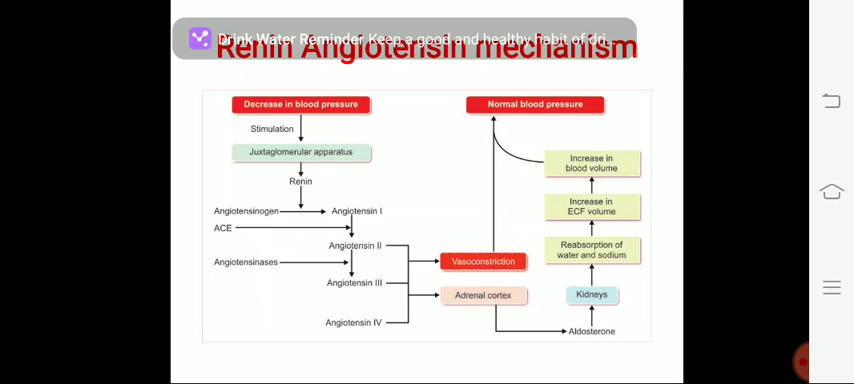 Drink Water Reminder Keep a good and healthy habit of dri...
Renin Angiotensin mechanism
Decrease in blood pressure
Normal blood pressure
Stimulation
Juxtaglomerular apparatus
Renin
Angiotensinogen
Angiotensin I
ACE
Angiotensin II
Angiotensinases
Angiotensin III
Angiotensin IV
Vasoconstriction
Adrenal cortex
Aldosterone
Kidneys
Reabsorption of
water and sodium
Increase in
ECF volume
Increase in
blood volume